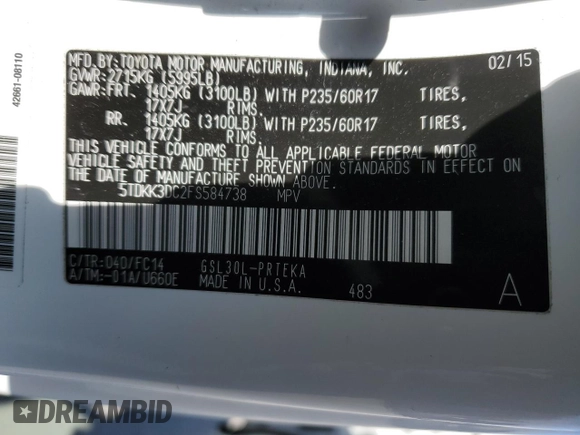 MFD.BY:TOYOTA MOTOR MANUFACTURING, INDIANA, INC. 02/15
GVWR:2715KG (5995LB)
GAWR:FRT. 1405KG (3100LB) WITH P235/60R17 TIRES,
17X7J RIMS.
RR. 1405KG (3100LB) WITH P235/60R17 TIRES,
17X7J RIMS.
THIS VEHICLE CONFORMS TO ALL APPLICABLE FEDERAL MOTOR
VEHICLE SAFETY AND THEFT PREVENTION STANDARDS IN EFFECT ON
THE DATE OF MANUFACTURE SHOWN ABOVE.
5TDKK3DC2FS584738 MPV
C/TR:040/FC14 GSL30L-PRTEKA
A/TM:-01A/U660E MADE IN U.S.A. 483 A
42661-08110
DREAMBID